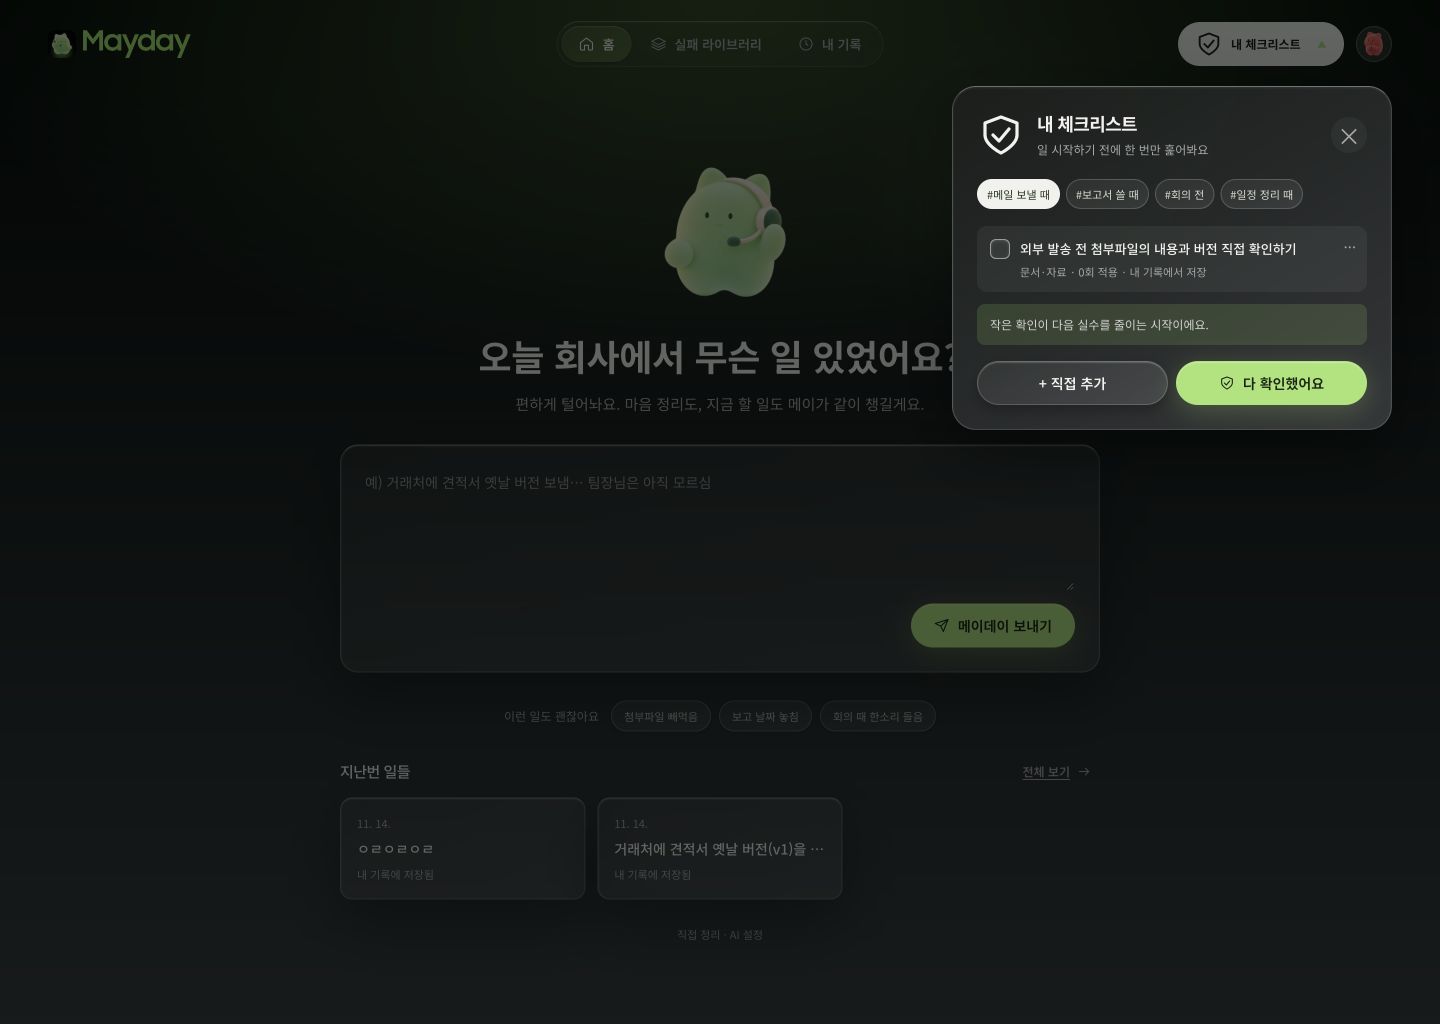 Mayday
홈
실패 라이브러리
내 기록
내 체크리스트
내 체크리스트
일 시작하기 전에 한 번만 훑어봐요
#메일 보낼 때
#보고서 쓸 때
#회의 전
#일정 정리 때
외부 발송 전 첨부파일의 내용과 버전 직접 확인하기
문서·자료 · 0회 적용 · 내 기록에서 저장
작은 확인이 다음 실수를 줄이는 시작이에요.
+ 직접 추가
다 확인했어요
오늘 회사에서 무슨 일 있었어요?
편하게 털어놔요. 마음 정리도, 지금 할 일도 메이가 같이 챙길게요.
예) 거래처에 견적서 옛날 버전 보냄… 팀장님은 아직 모르심
메이데이 보내기
이런 일도 괜찮아요
첨부파일 빼먹음
보고 날짜 놓침
회의 때 한소리 들음
지난번 일들
전체 보기
11. 14.
ㅇㄹㅇㄹㅇㄹ
내 기록에 저장됨
11. 14.
거래처에 견적서 옛날 버전(v1)을 …
내 기록에 저장됨
직접 정리 · AI 설정